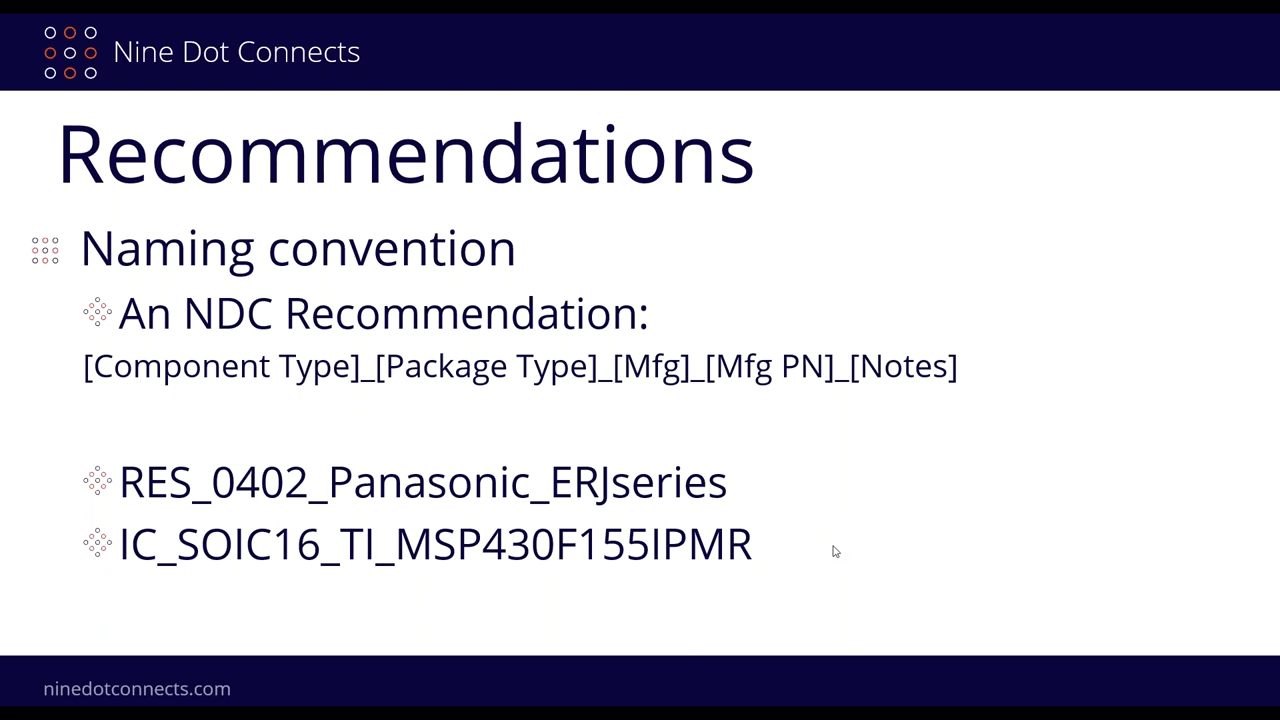 Nine Dot Connects
Recommendations
Naming convention
An NDC Recommendation:
[Component Type]_[Package Type]_[Mfg]_[Mfg PN]_[Notes]
RES_0402_Panasonic_ERJseries
IC_SOIC16_TI_MSP430F155IPMR
ninedotconnects.com